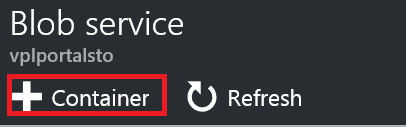 Blob service
vplportalsto
Container Refresh